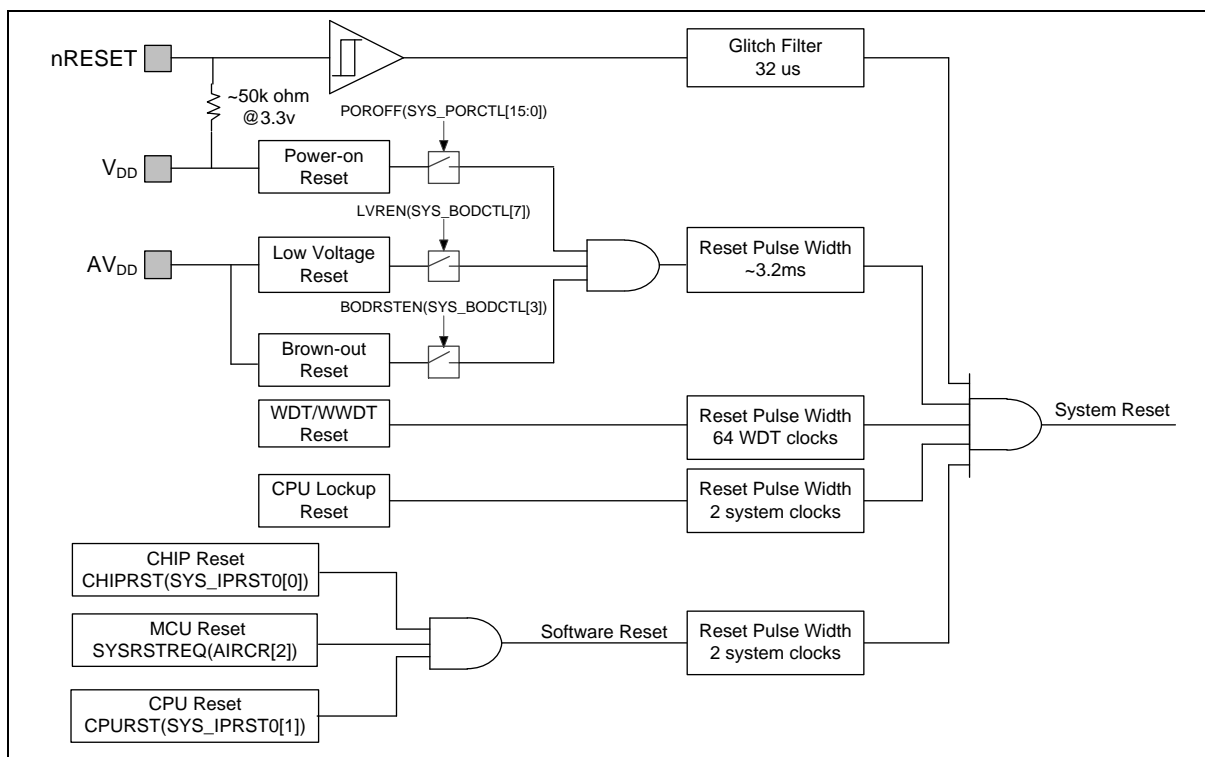 nRESET
Glitch Filter
32 us
~50k ohm
@3.3v
POROFF(SYS_PORCTL[15:0])
VDD
Power-on
Reset
LVREN(SYS_BODCTL[7])
AVDD
Low Voltage
Reset
Reset Pulse Width
~3.2ms
BODRSTEN(SYS_BODCTL[3])
Brown-out
Reset
WDT/WWDT
Reset
Reset Pulse Width
64 WDT clocks
System Reset
CPU Lockup
Reset
Reset Pulse Width
2 system clocks
CHIP Reset
CHIPRST(SYS_IPRST0[0])
MCU Reset
SYSRSTREQ(AIRCR[2])
Software Reset
Reset Pulse Width
2 system clocks
CPU Reset
CPURST(SYS_IPRST0[1])